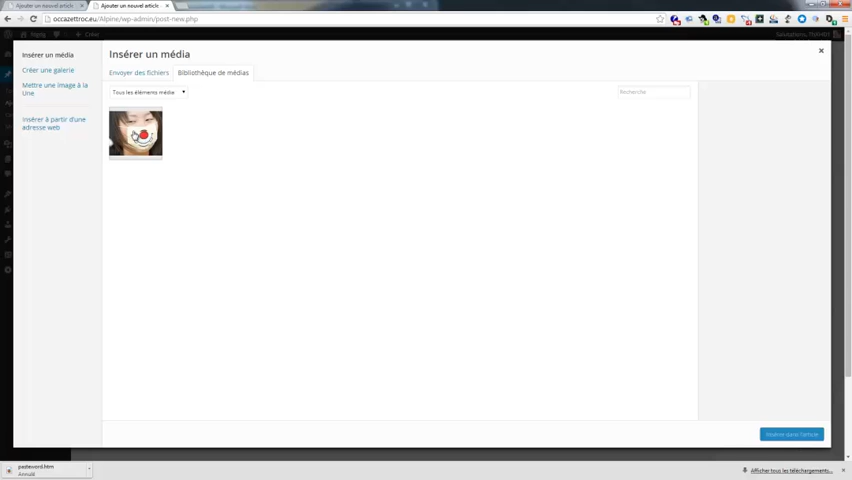 Ajouter un nouvel article
Ajouter un nouvel article
occazettroc.eu/Alpine/wp-admin/post-new.php
Créer
Insérer un média
Créer une galerie
Mettre une image à la
Une
Insérer à partir d'une
adresse web
Insérer un média
Envoyer des fichiers
Bibliothèque de médias
Tous les éléments média
Recherche
Insérer dans l'article
pasteword.htm
Annulé
Afficher tous les téléchargements...